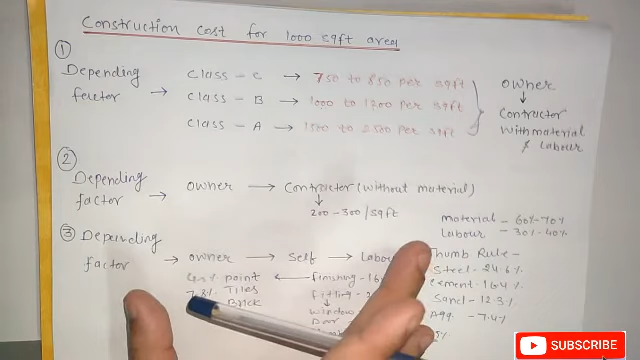 Construction cost for 1000 sqft area
①
Depending factor → Class - C → 750 to 850 per sqft
Class - B → 1000 to 1200 per sqft
Class - A → 1500 to 2500 per sqft
owner
↓
Contractor
with material
& Labour
②
Depending factor → owner → Contractor (without material)
↓
200 - 300 / sqft
material - 60% - 70%
Labour - 30% - 40%
③ Depending factor → owner → Self → Labo
point ← finishing - 16
Tiles
Brick
fitting -
↓
window
Door
Thumb Rule -
Steel - 24.6%
cement - 16.4%
Sand - 12.3%
Agg. - 7.4%
SUBSCRIBE